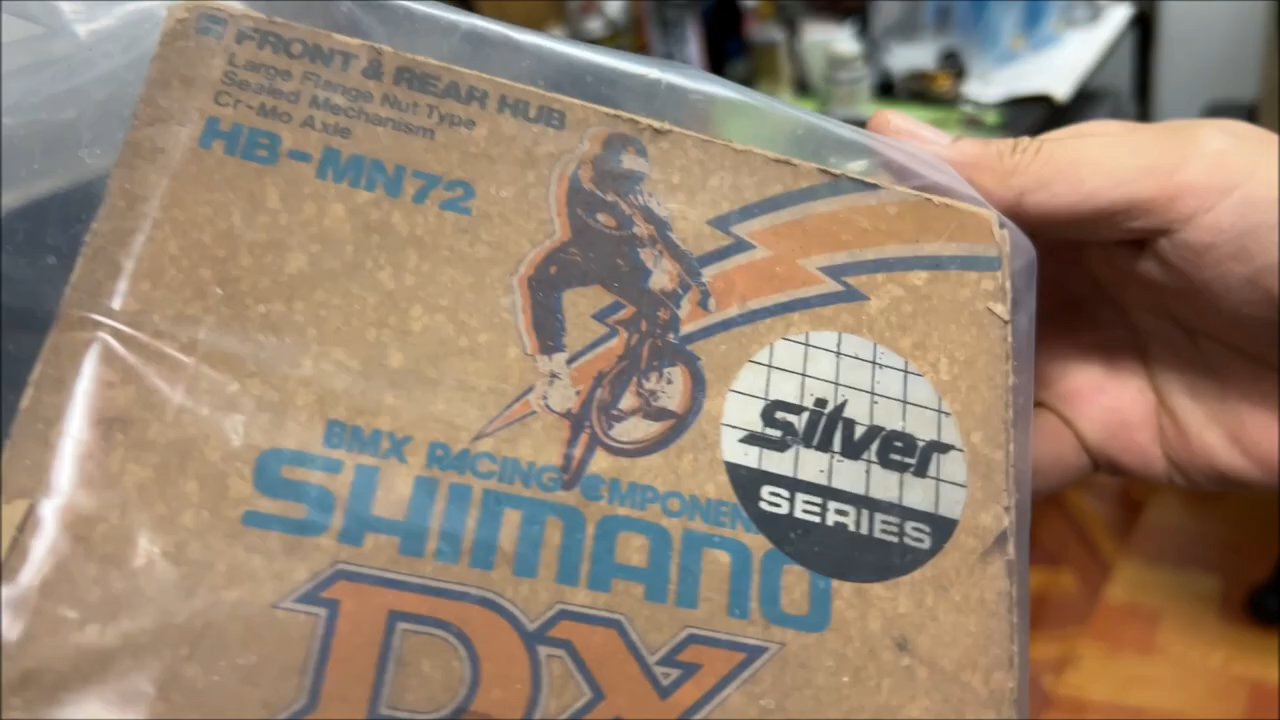 FRONT & REAR HUB
Large Flange Nut Type
Sealed Mechanism
Cr-Mo Axle
HB-MN72
BMX RACING COMPONEN
SHIMANO
DX
Silver
SERIES